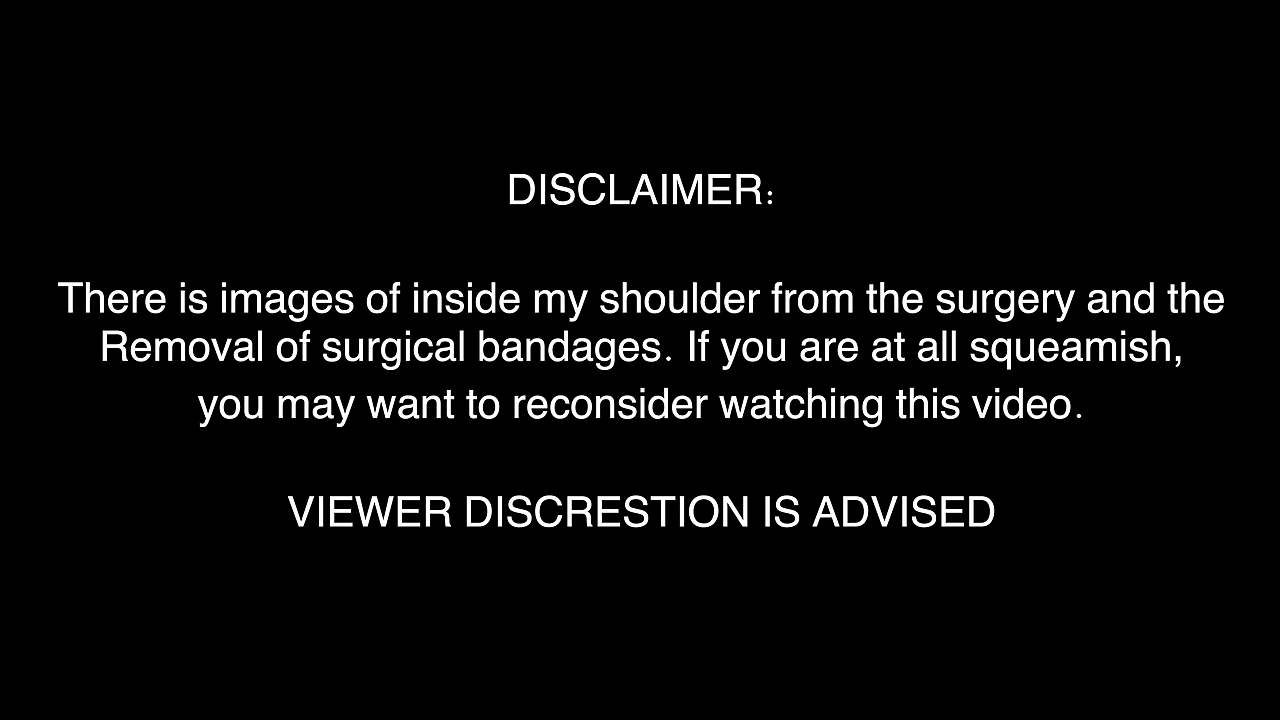 DISCLAIMER:
There is images of inside my shoulder from the surgery and the
Removal of surgical bandages. If you are at all squeamish,
you may want to reconsider watching this video.
VIEWER DISCRESTION IS ADVISED